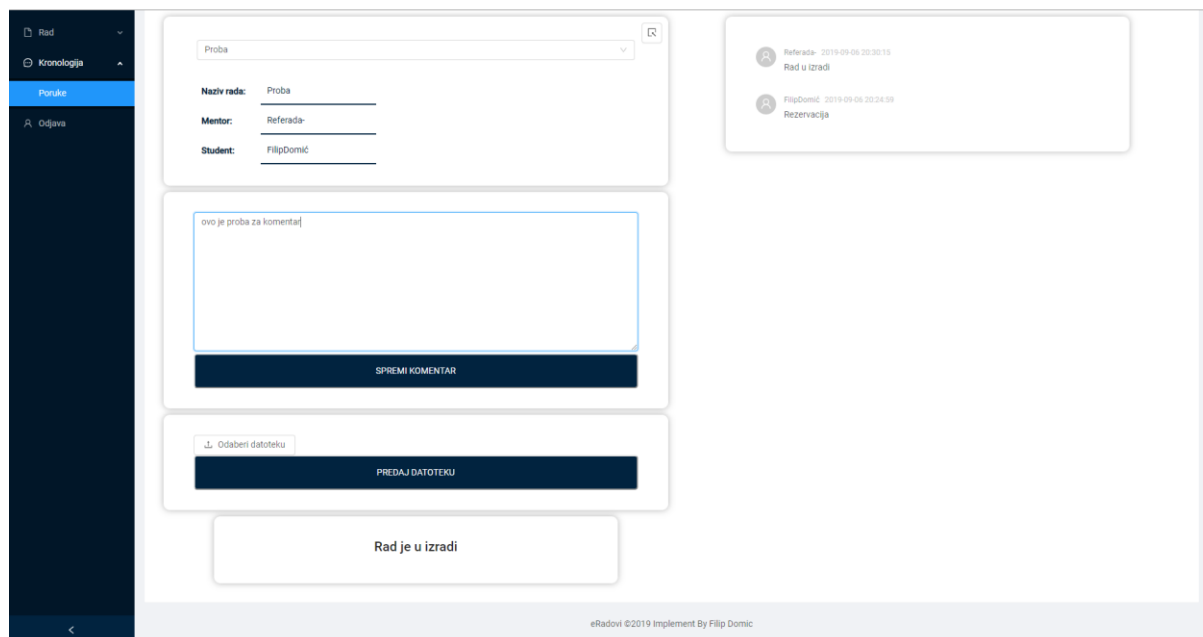 Rad
Kronologija
Poruke
Odjava
Proba
Naziv rada: Proba
Mentor: Referada-
Student: FilipDomić
ovo je proba za komentar
SPREMI KOMENTAR
Odaberi datoteku
PREDAJ DATOTEKU
Rad je u izradi
Referada- 2019-09-06 20:30:15
Rad u izradi
FilipDomić 2019-09-06 20:24:59
Rezervacija
eRadovi ©2019 Implement By Filip Domic